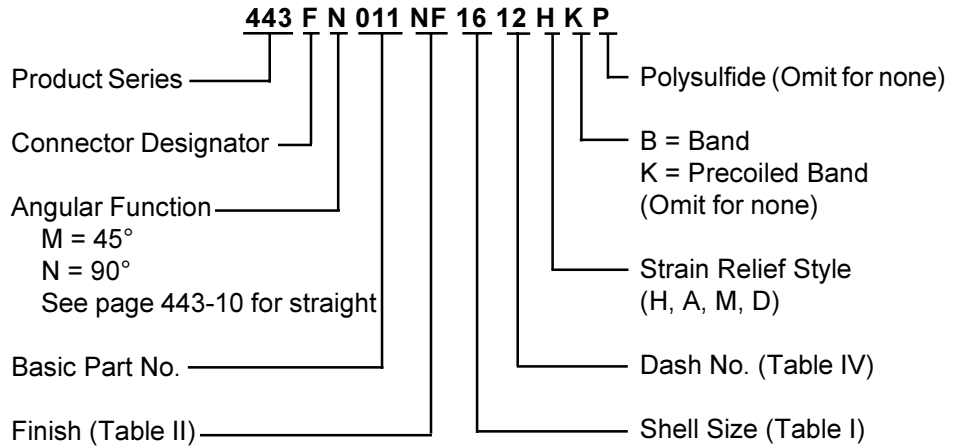 443 F N 011 NF 16 12 H K P
Product Series
Connector Designator
Angular Function
M = 45°
N = 90°
See page 443-10 for straight
Basic Part No.
Finish (Table II)
Polysulfide (Omit for none)
B = Band
K = Precoiled Band
(Omit for none)
Strain Relief Style
(H, A, M, D)
Dash No. (Table IV)
Shell Size (Table I)